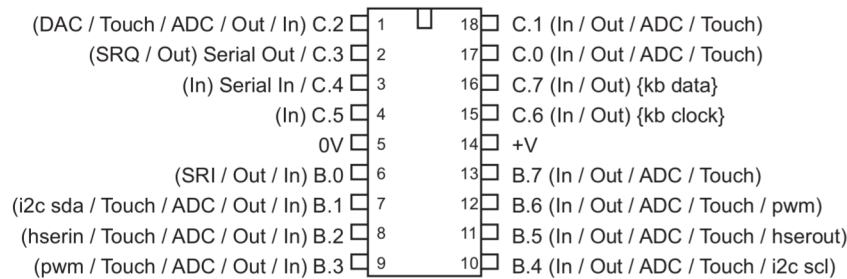 (DAC / Touch / ADC / Out / In) C.2 1 18 C.1 (In / Out / ADC / Touch)
(SRQ / Out) Serial Out / C.3 2 17 C.0 (In / Out / ADC / Touch)
(In) Serial In / C.4 3 16 C.7 (In / Out) {kb data}
(In) C.5 4 15 C.6 (In / Out) {kb clock}
0V 5 14 +V
(SRI / Out / In) B.0 6 13 B.7 (In / Out / ADC / Touch)
(i2c sda / Touch / ADC / Out / In) B.1 7 12 B.6 (In / Out / ADC / Touch / pwm)
(hserin / Touch / ADC / Out / In) B.2 8 11 B.5 (In / Out / ADC / Touch / hserout)
(pwm / Touch / ADC / Out / In) B.3 9 10 B.4 (In / Out / ADC / Touch / i2c scl)